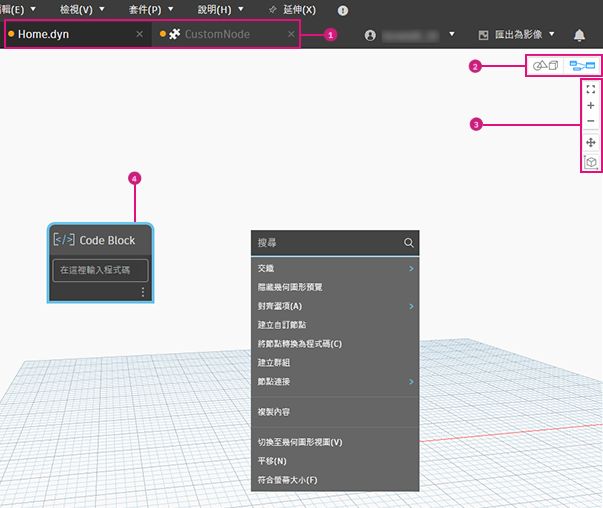 (E) 檢視(V) 套件(P) 說明(H) 延伸(X)
Home.dyn CustomNode 1 匯出為影像
2
3
4
Code Block
在這裡輸入程式碼
搜尋
交織
隱藏幾何圖形預覽
對齊選項(A)
建立自訂節點
將節點轉換為程式碼(C)
建立群組
節點連接
複製內容
切換至幾何圖形視圖(V)
平移(N)
符合螢幕大小(F)